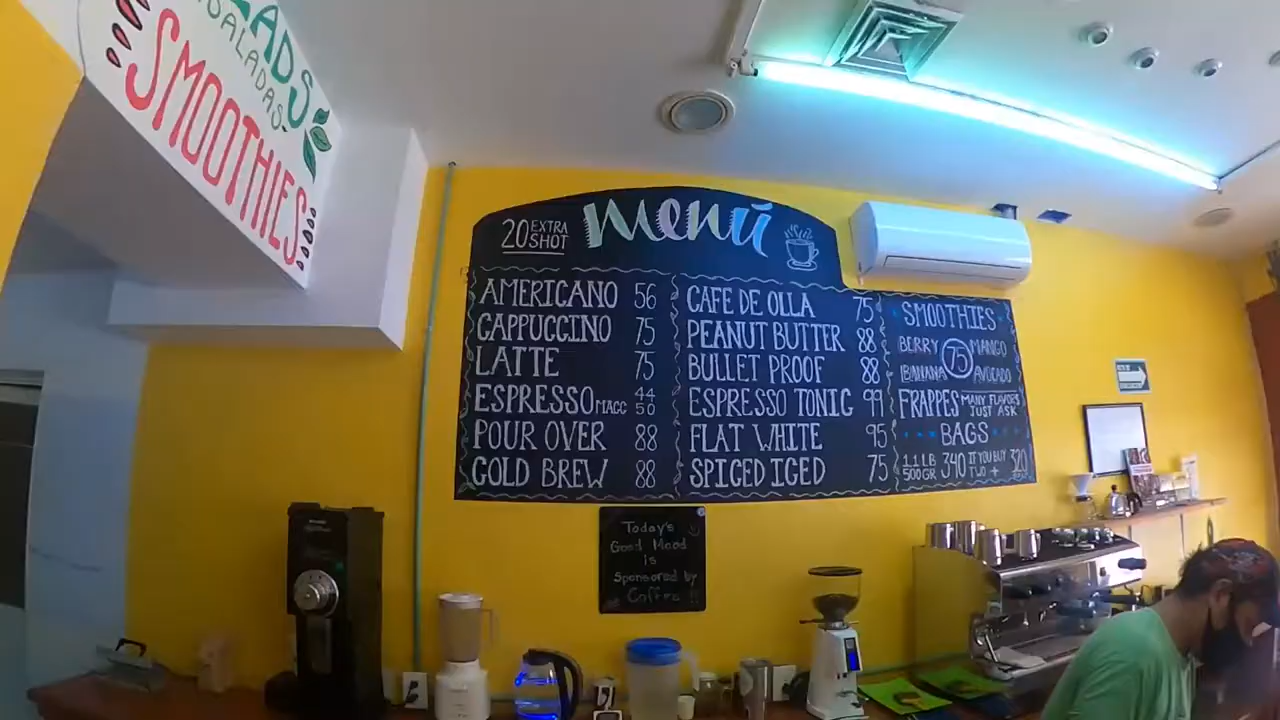 ADS
SALADAS
SMOOTHIES
20 EXTRA SHOT
menú
AMERICANO 56
CAPPUCCINO 75
LATTE 75
ESPRESSO 44
MACC 50
POUR OVER 88
COLD BREW 88
CAFE DE OLLA 75
PEANUT BUTTER 88
BULLET PROOF 88
ESPRESSO TONIC 99
FLAT WHITE 95
SPICED ICED 75
SMOOTHIES
BERRY 75 MANGO
BANANA AVOCADO
FRAPPES MANY FLAVORS
JUST ASK
BAGS
1.1 LB 340 IF YOU BUY 320
500GR TWO +
Today's
Good Mood
is
Sponsored by
Coffee !!